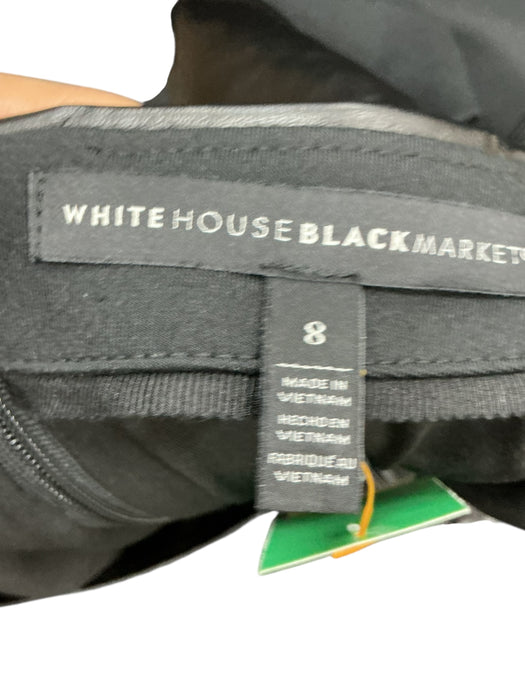 WHITE HOUSE BLACK MARKET
8
MADE IN
VIETNAM
HECHO EN
VIETNAM
FABRIQUE AU
VIETNAM